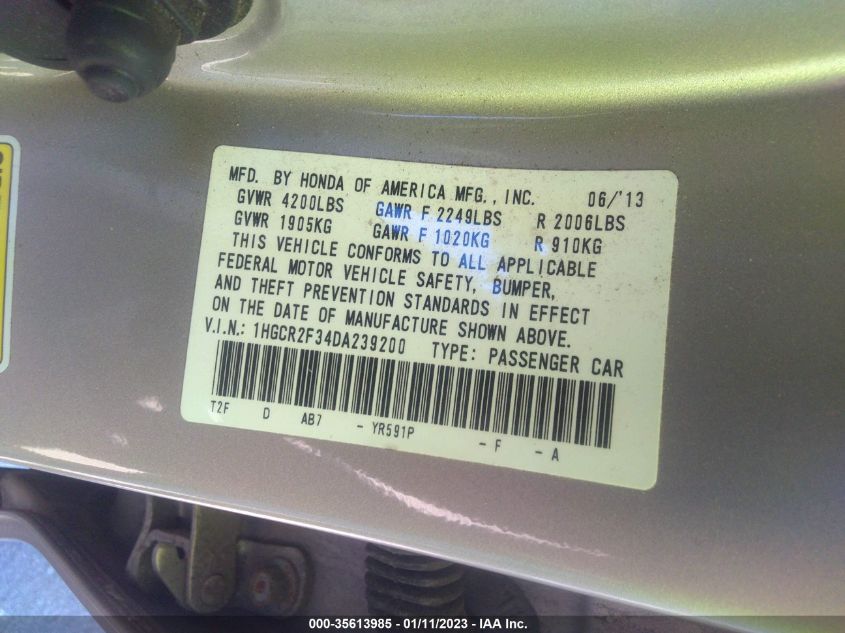 MFD. BY HONDA OF AMERICA MFG., INC. 06/'13
GVWR 4200LBS GAWR F 2249LBS R 2006LBS
GVWR 1905KG GAWR F 1020KG R 910KG
THIS VEHICLE CONFORMS TO ALL APPLICABLE
FEDERAL MOTOR VEHICLE SAFETY, BUMPER,
AND THEFT PREVENTION STANDARDS IN EFFECT
ON THE DATE OF MANUFACTURE SHOWN ABOVE.
V.I.N.: 1HGCR2F34DA239200 TYPE: PASSENGER CAR
T2F D AB7 - YR591P - F - A
000-35613985 / 01/11/2023 - IAA Inc.